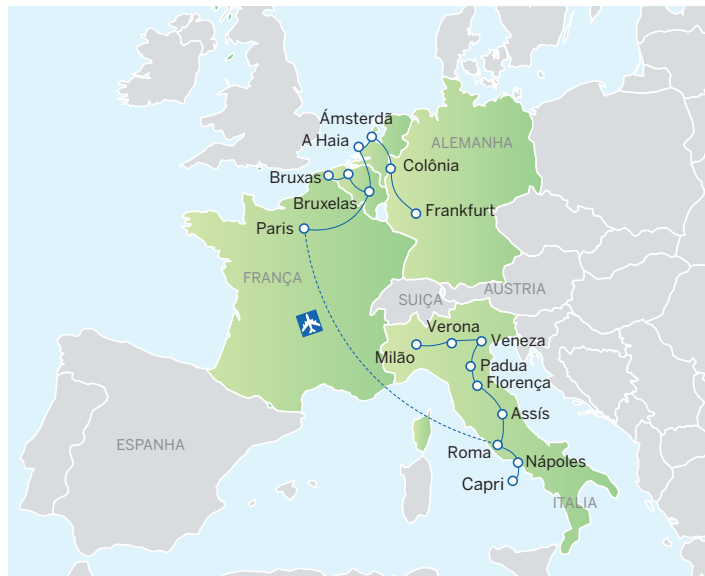 Ámsterdã
A Haia
ALEMANHA
Colônia
Bruxas
Bruxelas
Frankfurt
Paris
FRANÇA
AUSTRIA
SUIÇA
Verona
Veneza
Milão
Padua
Florença
Assís
ESPANHA
Roma
Nápoles
Capri
ITALIA